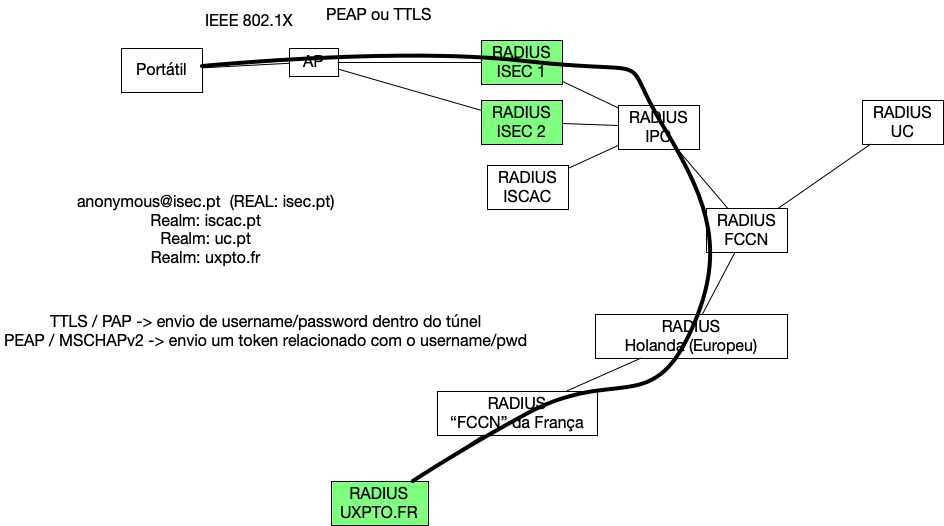 IEEE 802.1X
PEAP ou TTLS
Portátil
AP
RADIUS
ISEC 1
RADIUS
ISEC 2
RADIUS
IPC
RADIUS
UC
RADIUS
ISCAC
anonymous@isec.pt  (REAL: isec.pt)
Realm: iscac.pt
Realm: uc.pt
Realm: uxpto.fr
RADIUS
FCCN
TTLS / PAP -> envio de username/password dentro do túnel
PEAP / MSCHAPv2 -> envio um token relacionado com o username/pwd
RADIUS
Holanda (Europeu)
RADIUS
“FCCN” da França
RADIUS
UXPTO.FR